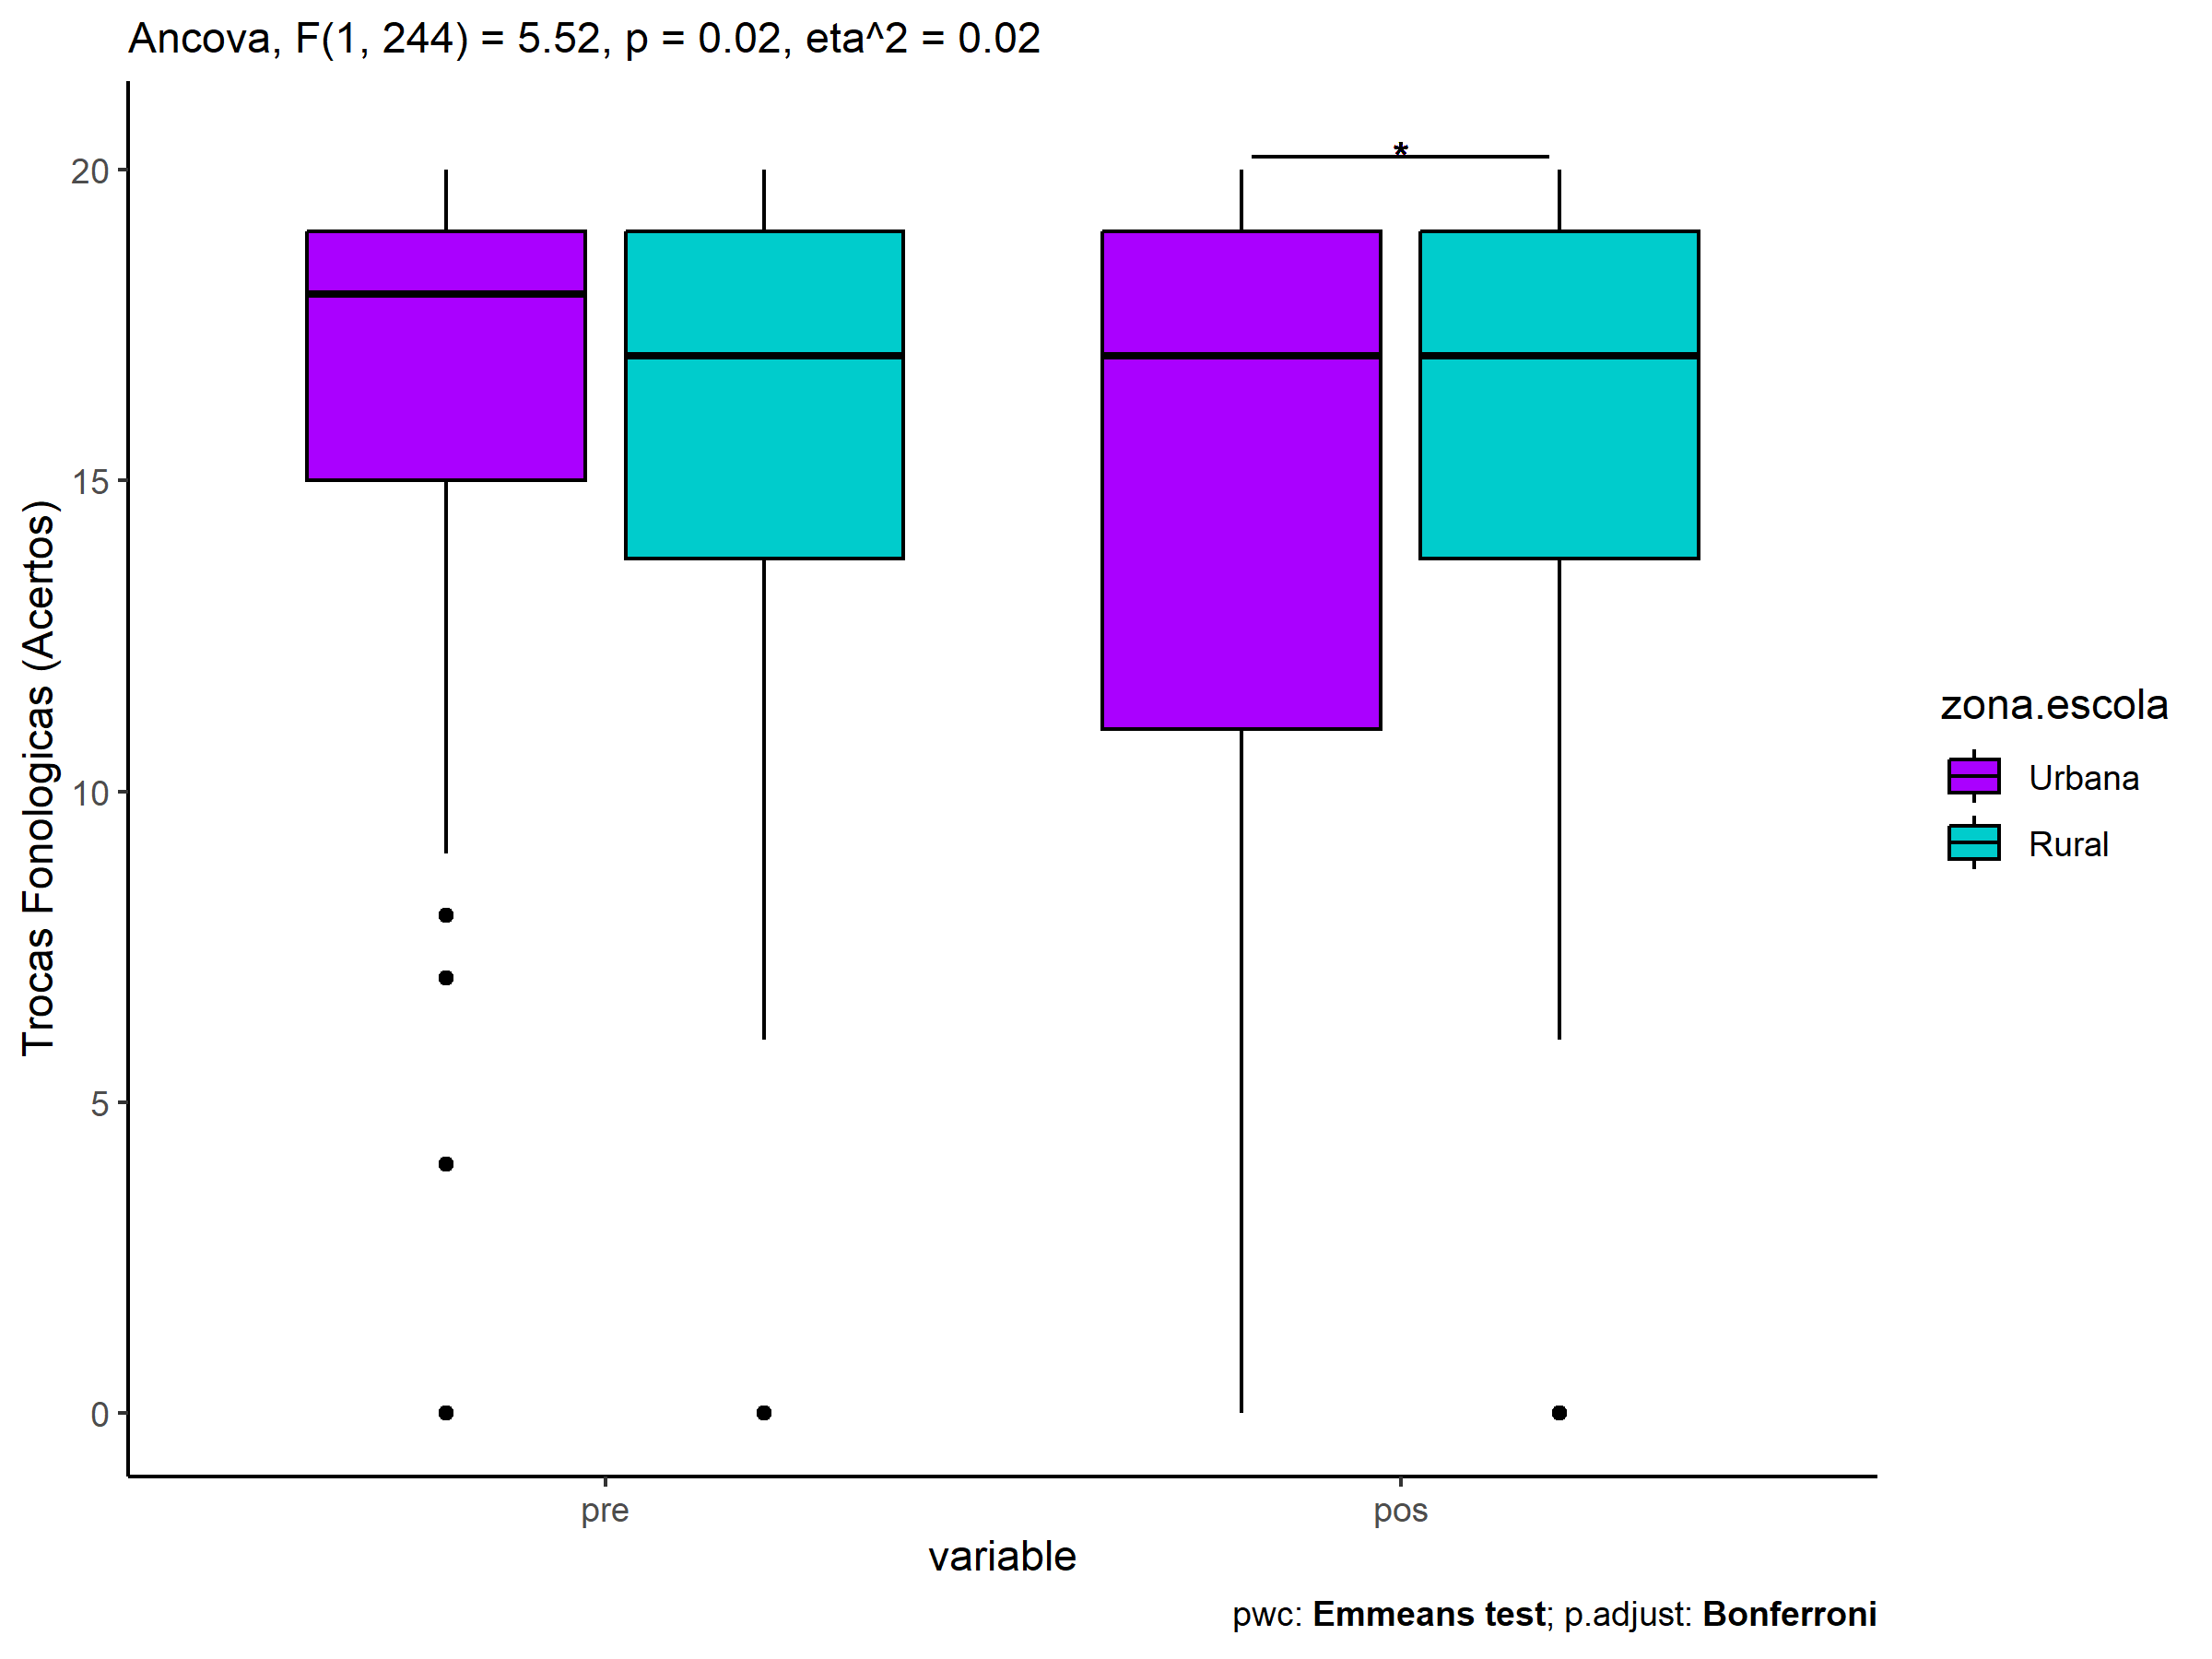 Ancova, F(1, 244) = 5.52, p = 0.02, eta^2 = 0.02
*
20
15
10
5
0
Trocas Fonologicas (Acertos)
pre
pos
variable
zona.escola
Urbana
Rural
pwc: Emmeans test; p.adjust: Bonferroni